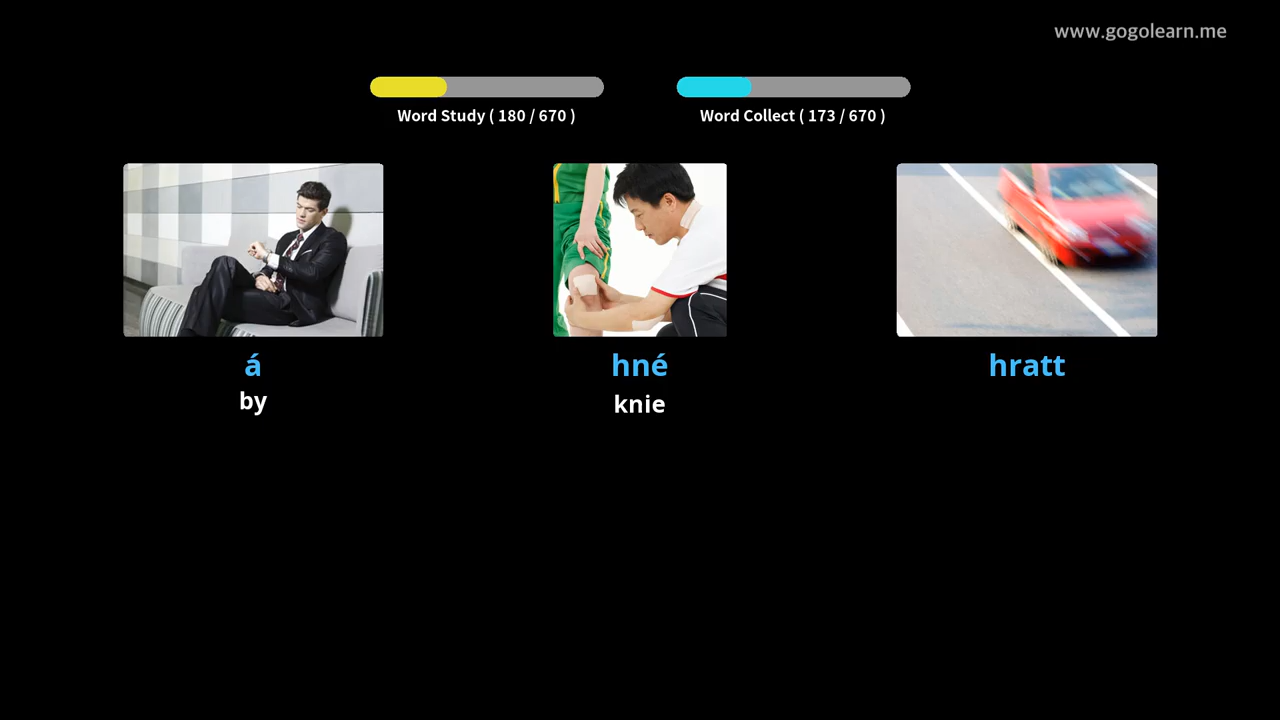 www.gogolearn.me
Word Study ( 180 / 670 )
Word Collect ( 173 / 670 )
á
hné
hratt
by
knie